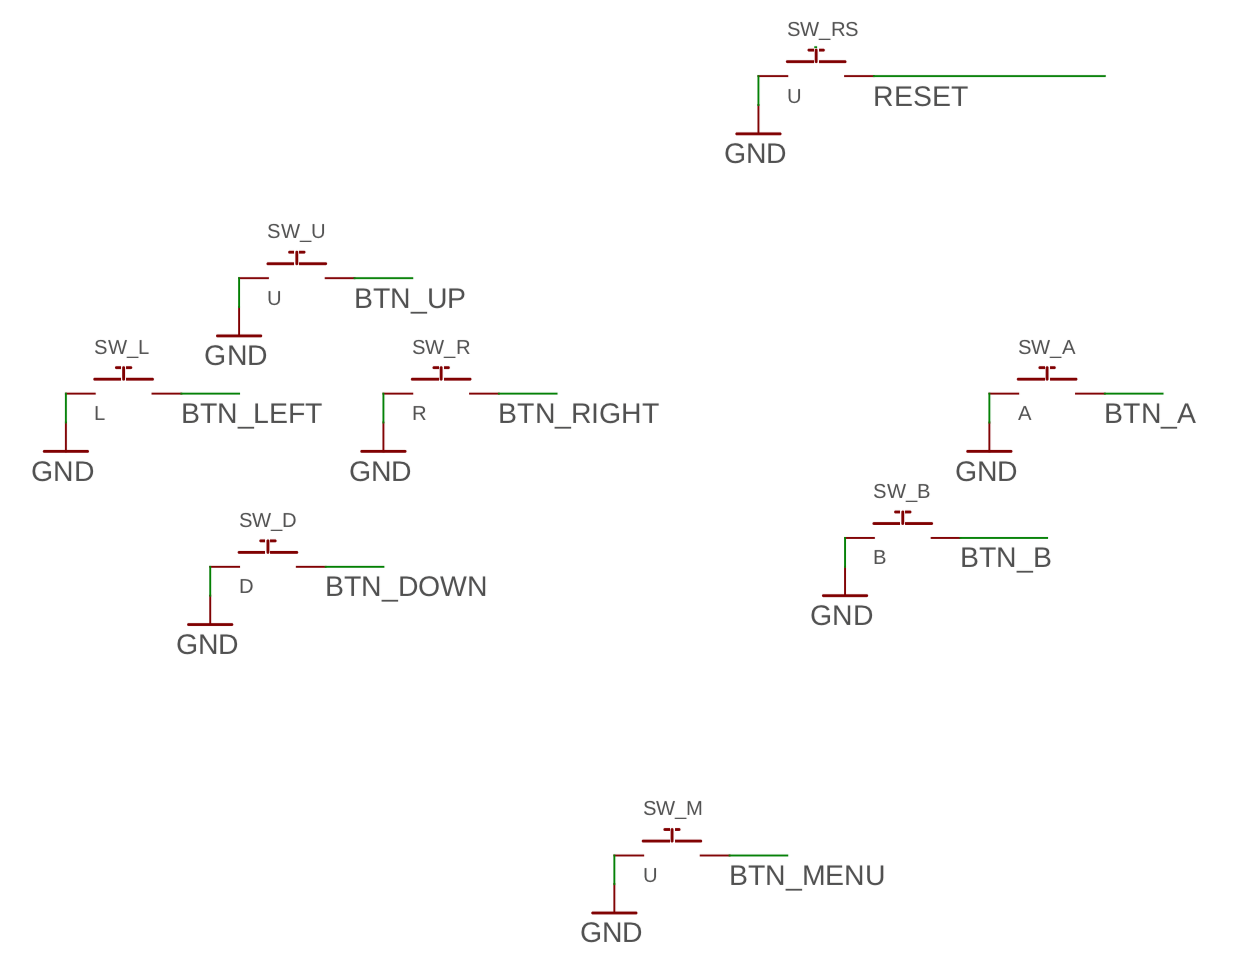 SW_RS
U
RESET
GND
SW_U
U
BTN_UP
GND
SW_L
L
BTN_LEFT
GND
SW_R
R
BTN_RIGHT
GND
SW_A
A
BTN_A
GND
SW_B
B
BTN_B
GND
SW_D
D
BTN_DOWN
GND
SW_M
U
BTN_MENU
GND